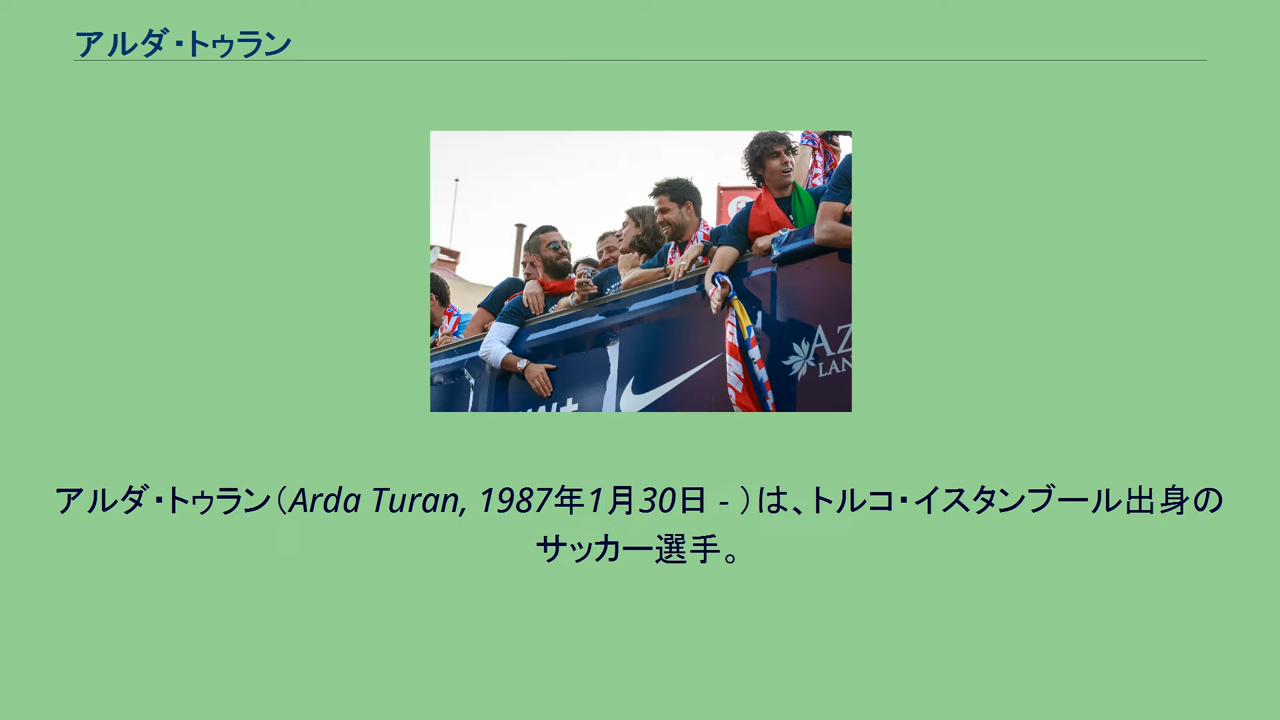 アルダ・トゥラン
AZ
LAN
アルダ・トゥラン（Arda Turan, 1987年1月30日 - ）は、トルコ・イスタンブール出身の
サッカー選手。